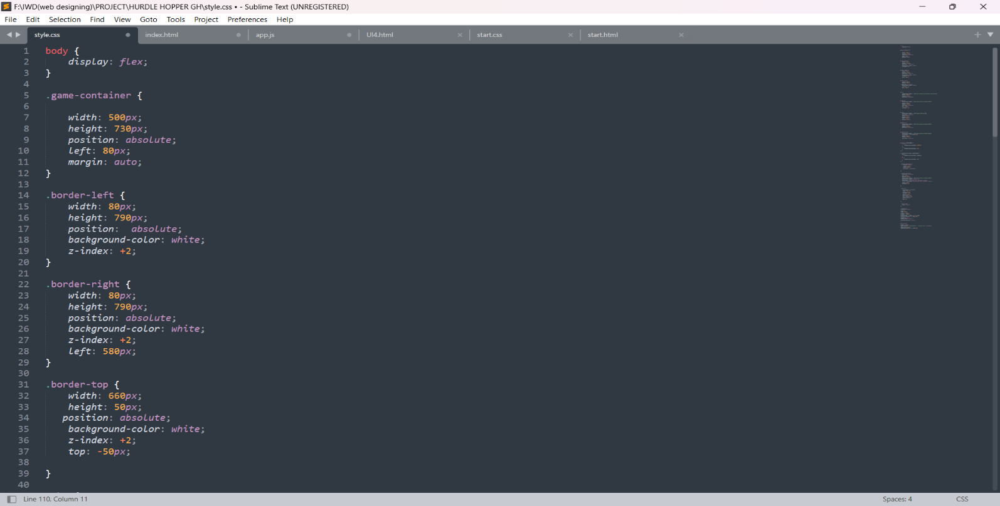 F:\IWD(web designing)\PROJECT\HURDLE HOPPER GH\style.css • - Sublime Text (UNREGISTERED)
File Edit Selection Find View Goto Tools Project Preferences Help
style.css index.html app.js UI4.html start.css start.html
1 body {
2     display: flex;
3 }
4
5 .game-container {
6
7     width: 500px;
8     height: 730px;
9     position: absolute;
10     left: 80px;
11     margin: auto;
12 }
13
14 .border-left {
15     width: 80px;
16     height: 790px;
17     position:  absolute;
18     background-color: white;
19     z-index: +2;
20 }
21
22 .border-right {
23     width: 80px;
24     height: 790px;
25     position: absolute;
26     background-color: white;
27     z-index: +2;
28     left: 580px;
29 }
30
31 .border-top {
32     width: 660px;
33     height: 50px;
34    position: absolute;
35     background-color: white;
36     z-index: +2;
37     top: -50px;
38
39 }
40
Line 110, Column 11 Spaces: 4 CSS